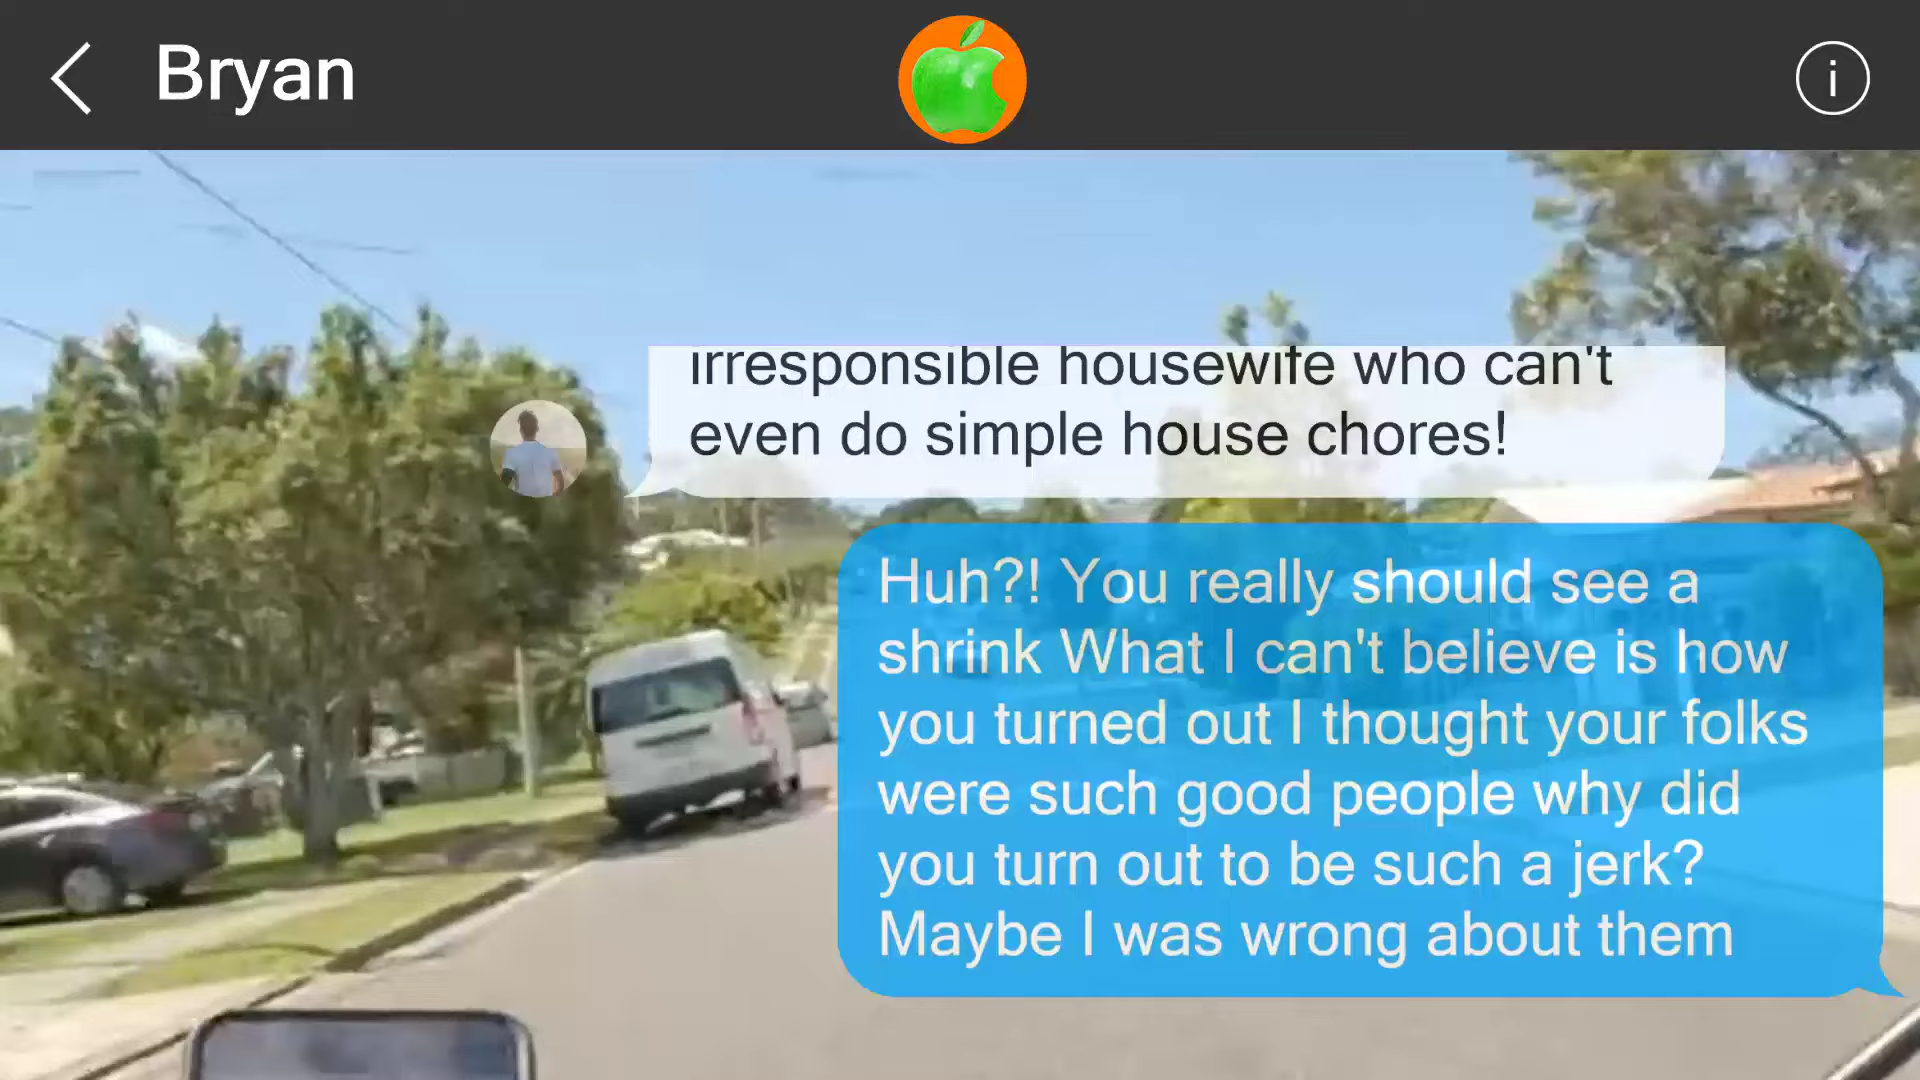 Bryan
i
irresponsible housewife who can't
even do simple house chores!
Huh?! You really should see a
shrink What I can't believe is how
you turned out I thought your folks
were such good people why did
you turn out to be such a jerk?
Maybe I was wrong about them